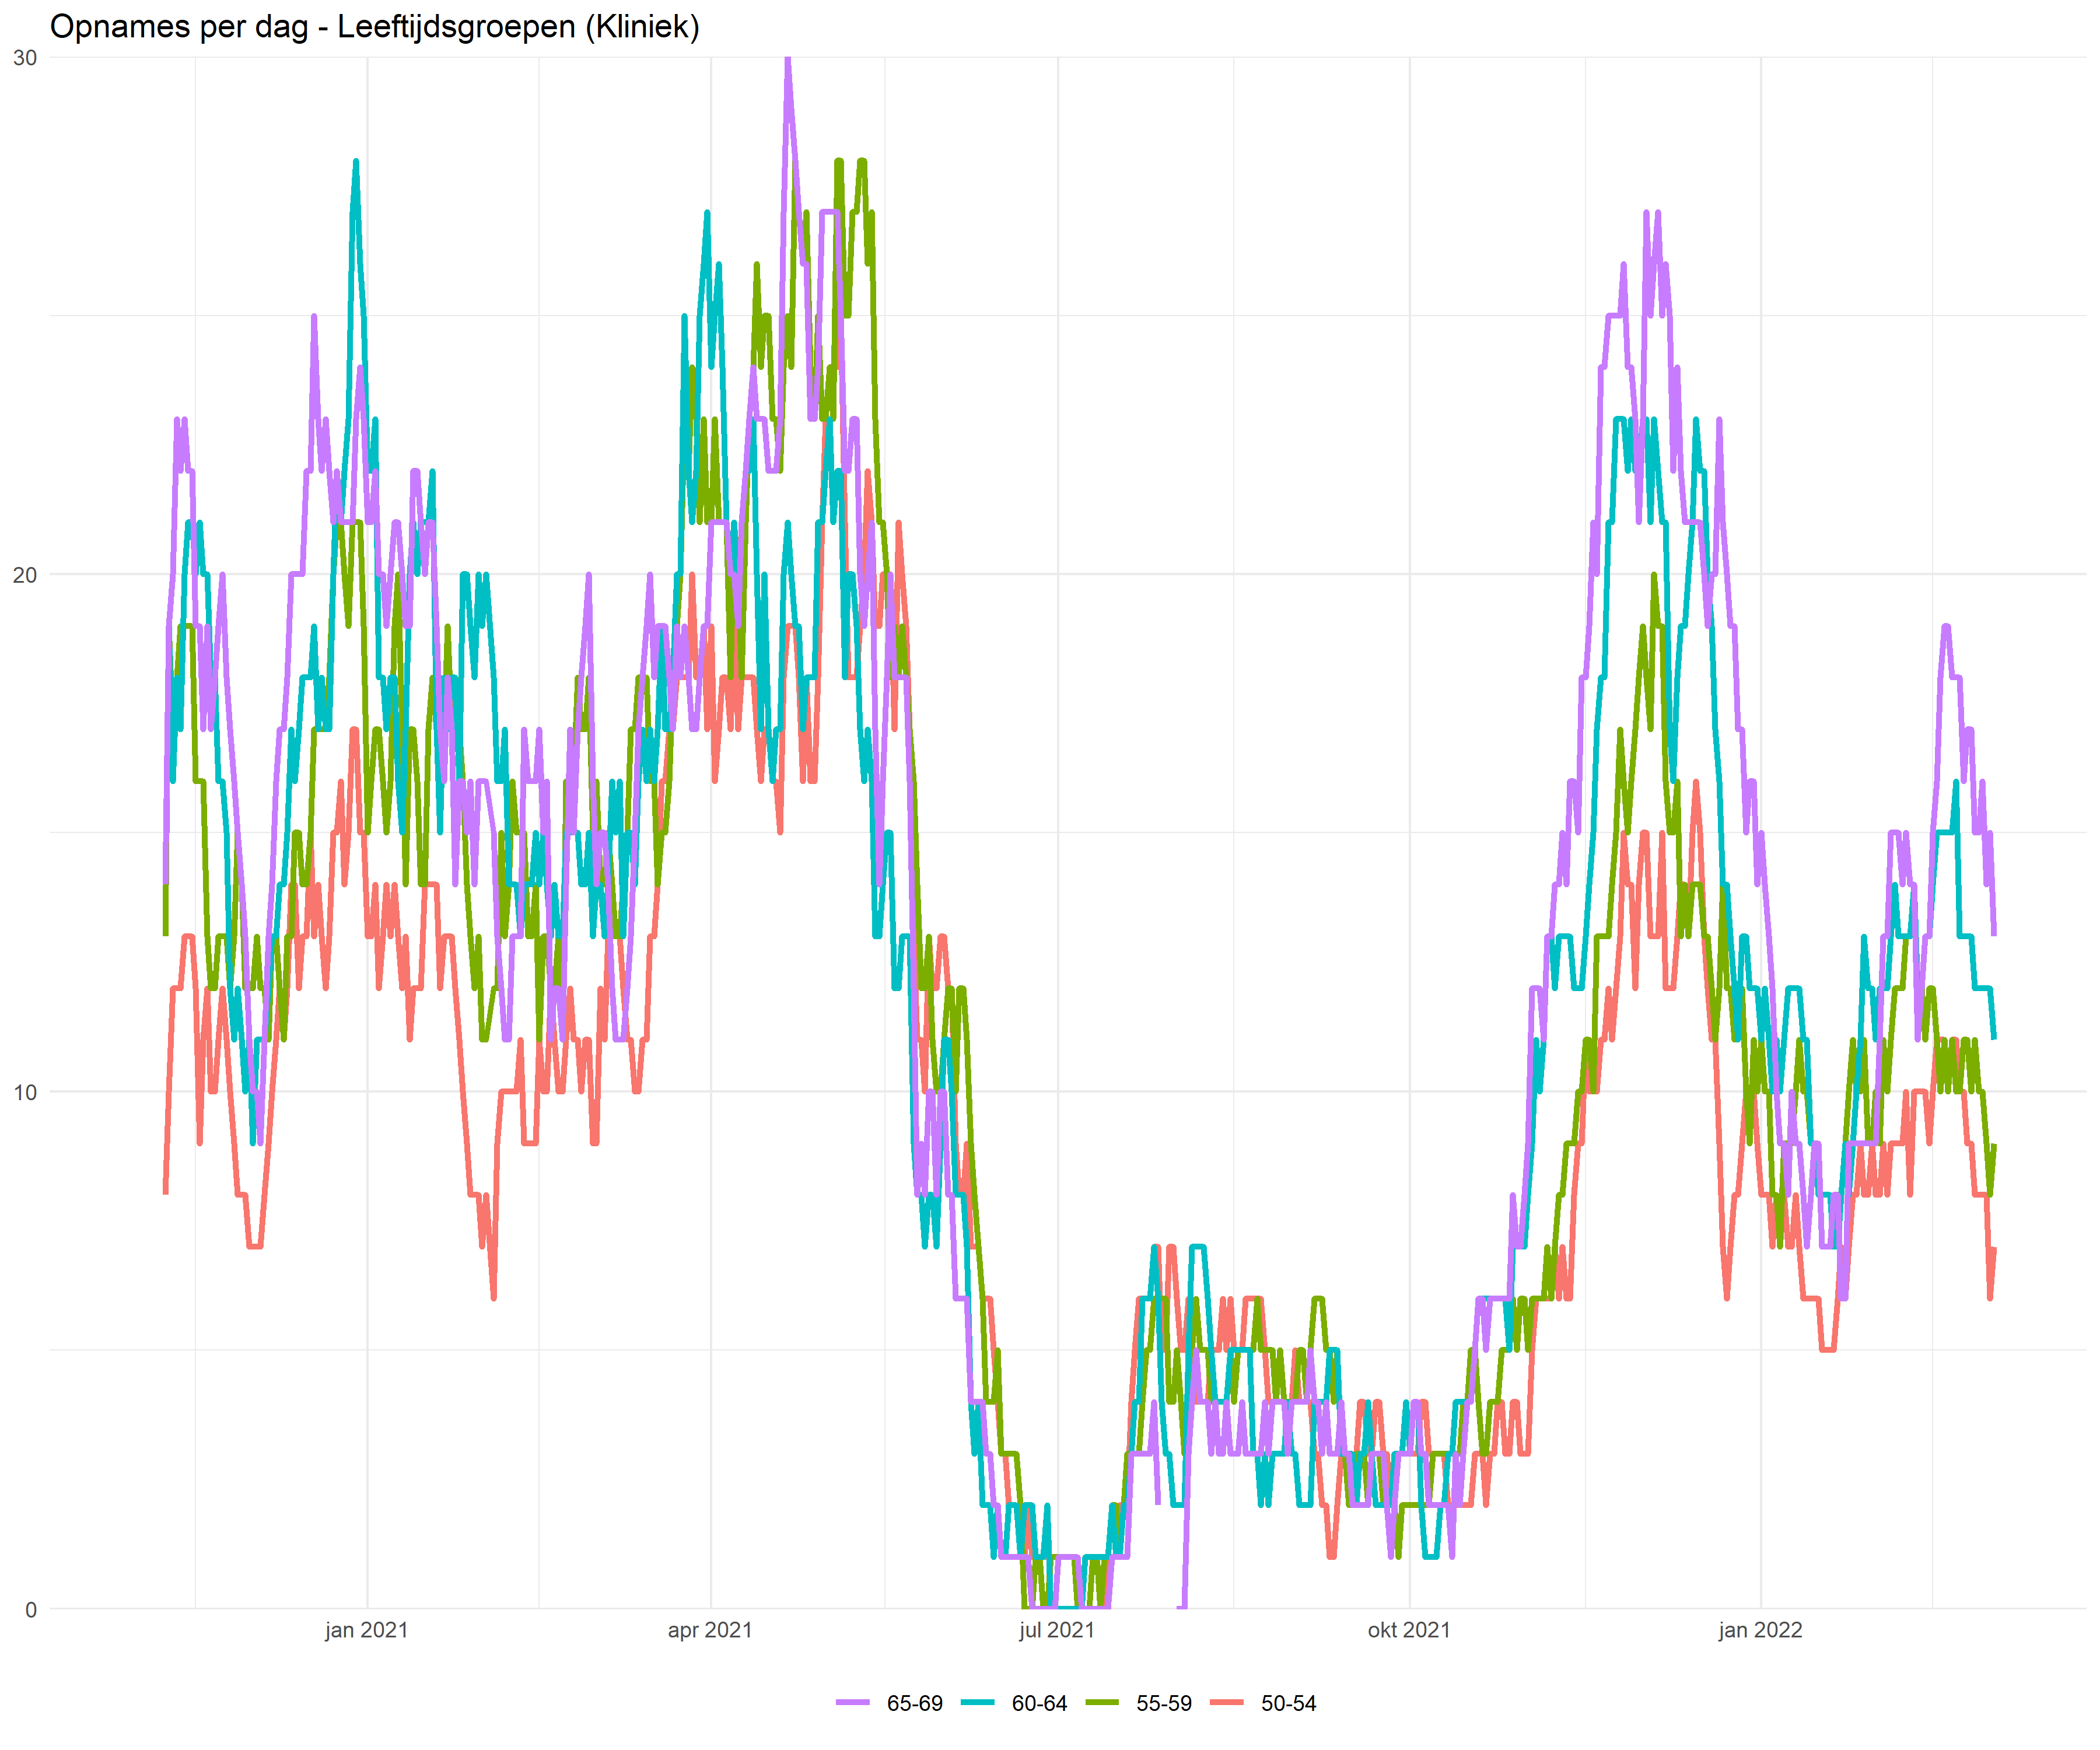 Opnames per dag - Leeftijdsgroepen (Kliniek)
30
20
10
0
jan 2021 apr 2021 jul 2021 okt 2021 jan 2022
65-69 60-64 55-59 50-54